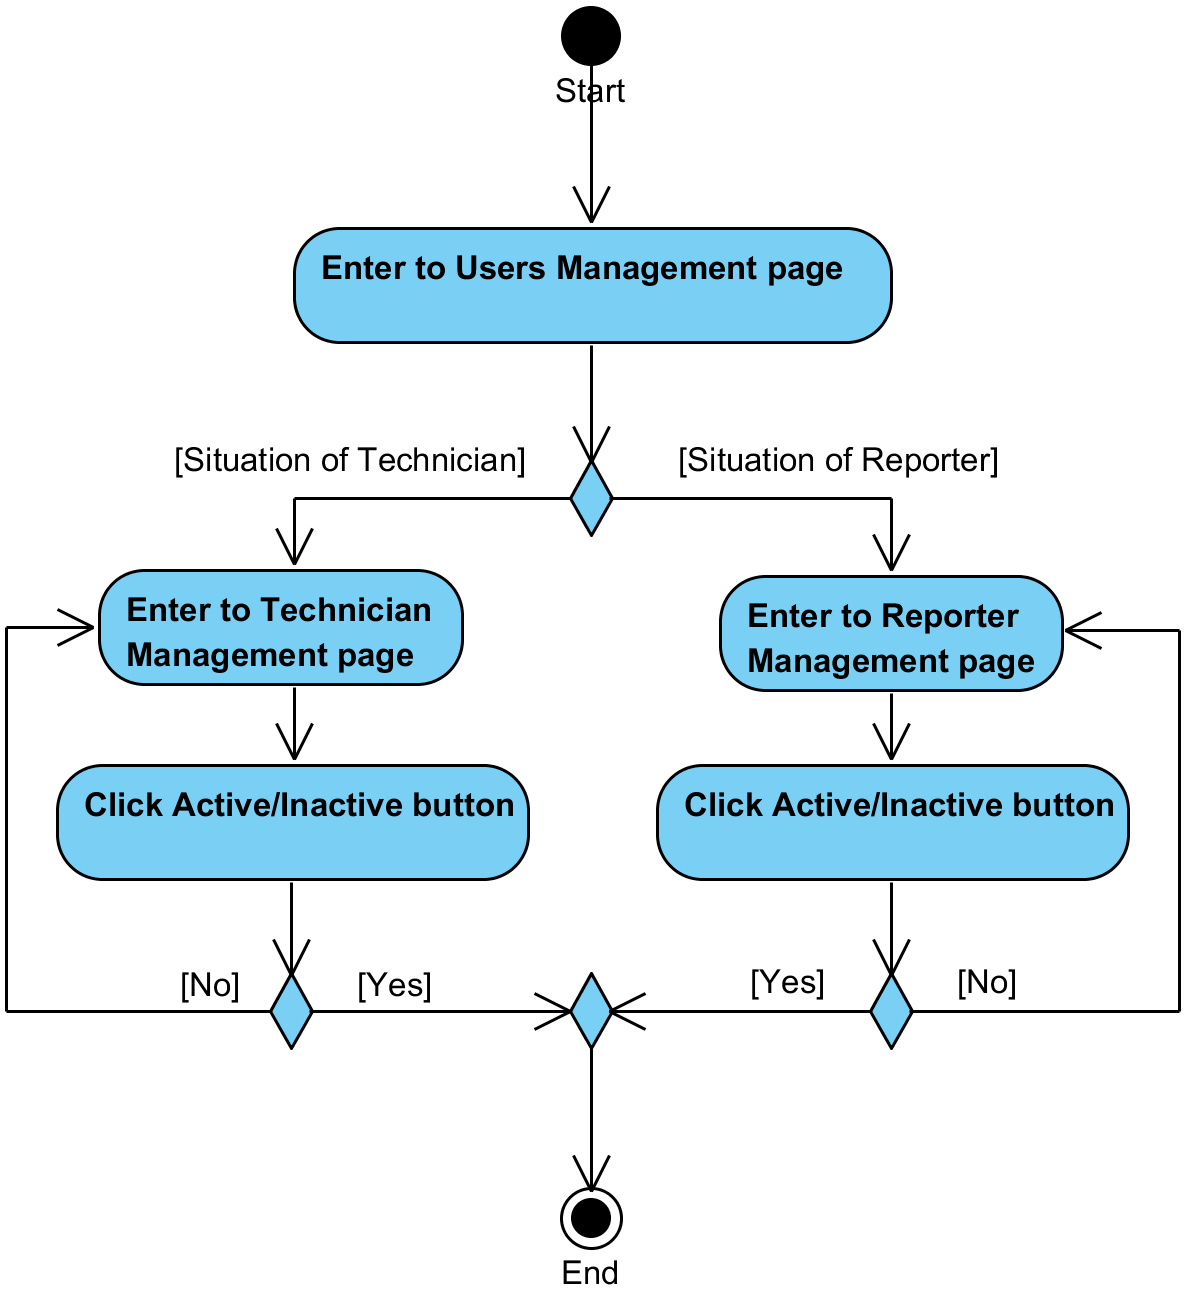 Start
Enter to Users Management page
[Situation of Technician]
[Situation of Reporter]
Enter to Technician
Management page
Enter to Reporter
Management page
Click Active/Inactive button
Click Active/Inactive button
[No]
[Yes]
[Yes]
[No]
End